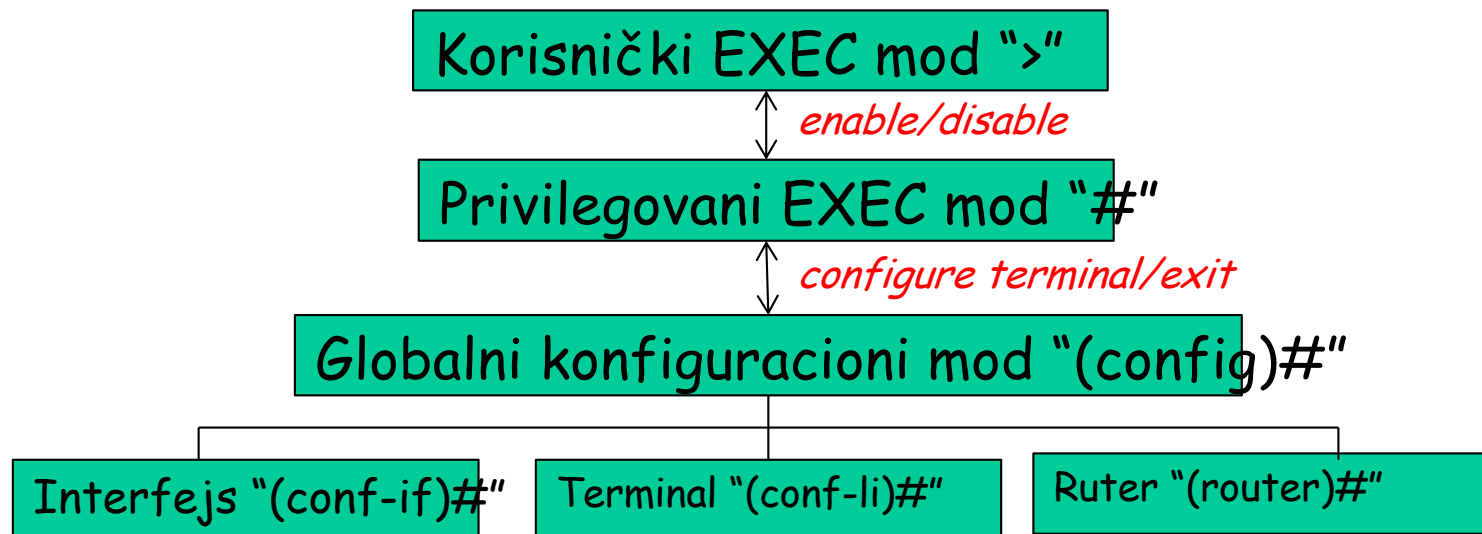 Korisnički EXEC mod “>”
enable/disable
Privilegovani EXEC mod “#”
configure terminal/exit
Globalni konfiguracioni mod “(config)#”
Interfejs “(conf-if)#”
Terminal “(conf-li)#”
Ruter “(router)#”